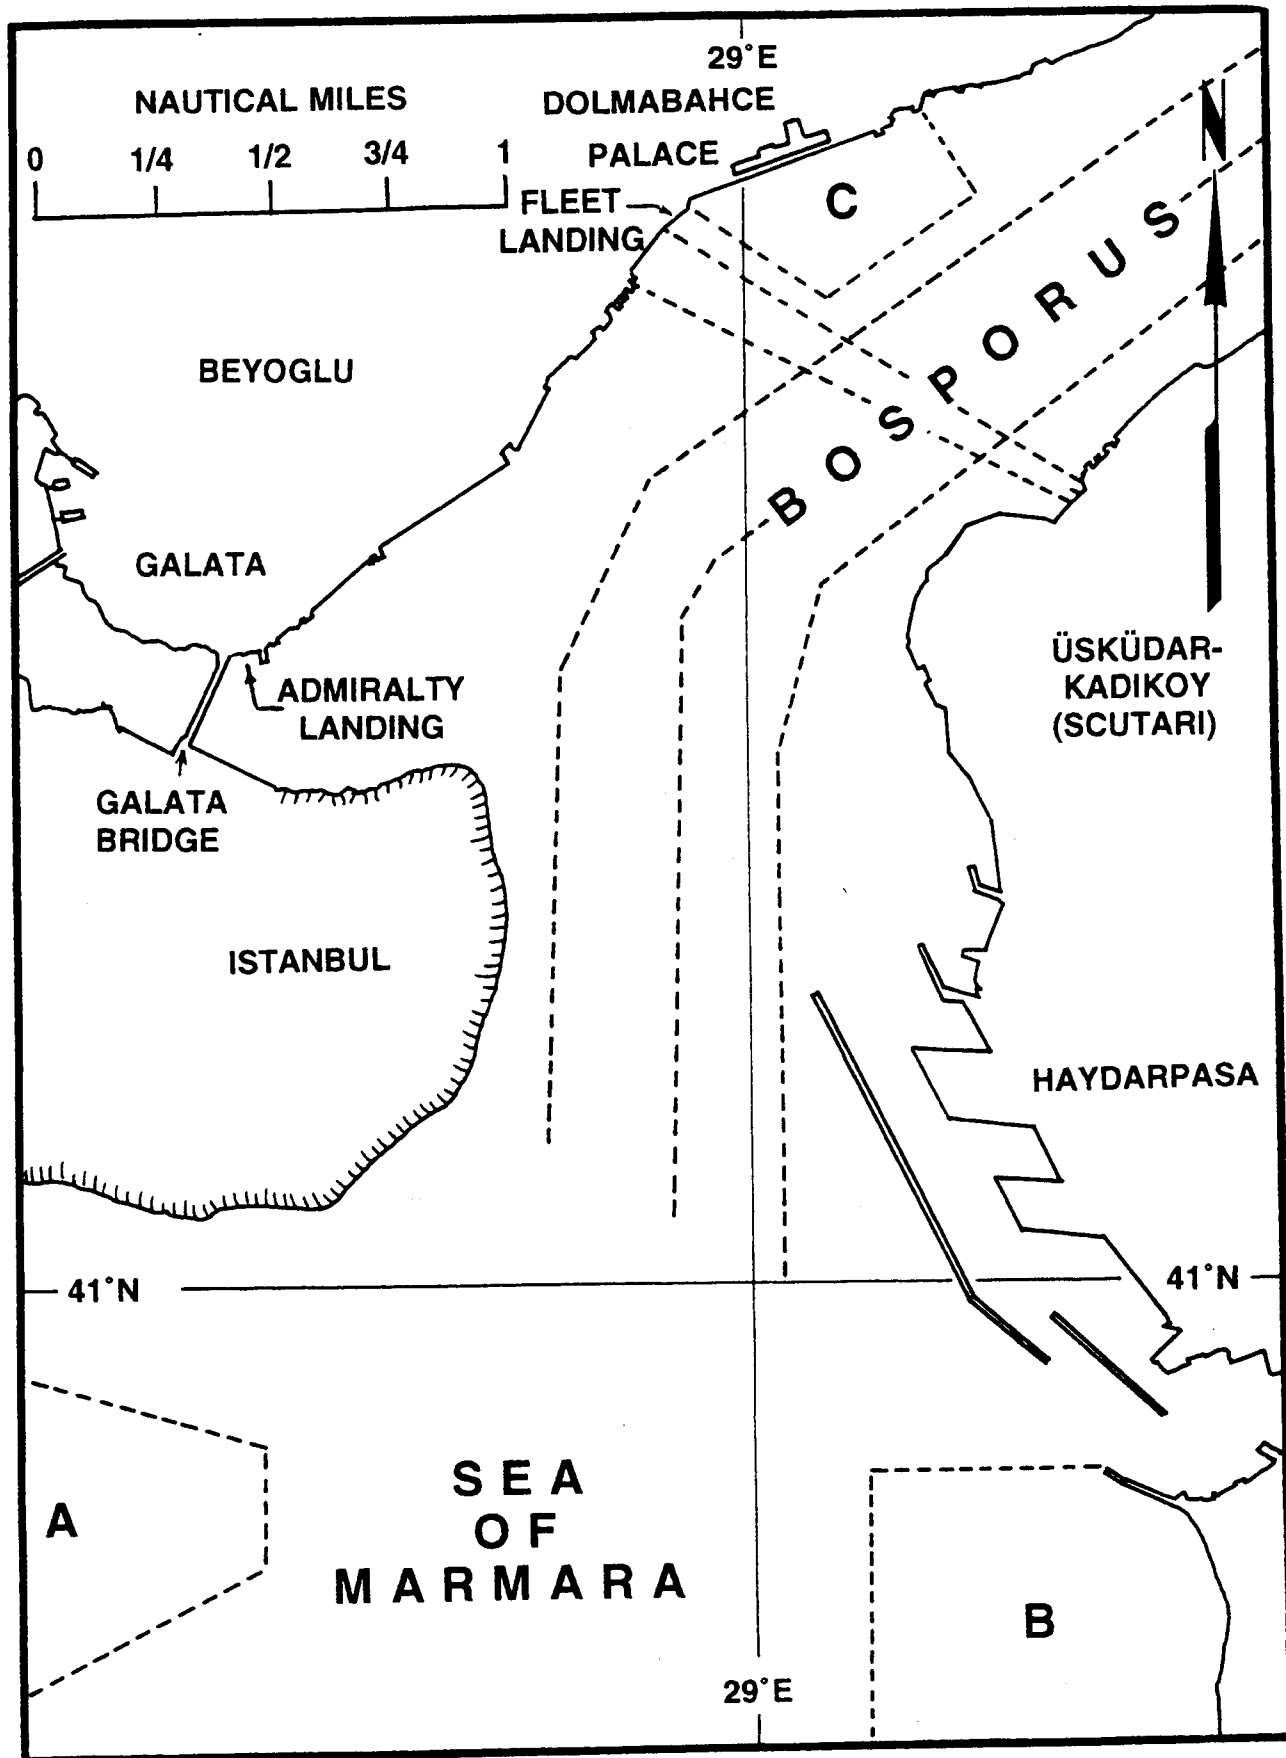 29°E
NAUTICAL MILES
0 1/4 1/2 3/4 1
DOLMABAHCE
PALACE
FLEET
LANDING
C
N
BOSPORUS
BEYOGLU
GALATA
ADMIRALTY
LANDING
GALATA
BRIDGE
ÜSKÜDAR-
KADIKOY
(SCUTARI)
ISTANBUL
HAYDARPASA
41°N
41°N
A
SEA
OF
MARMARA
B
29°E